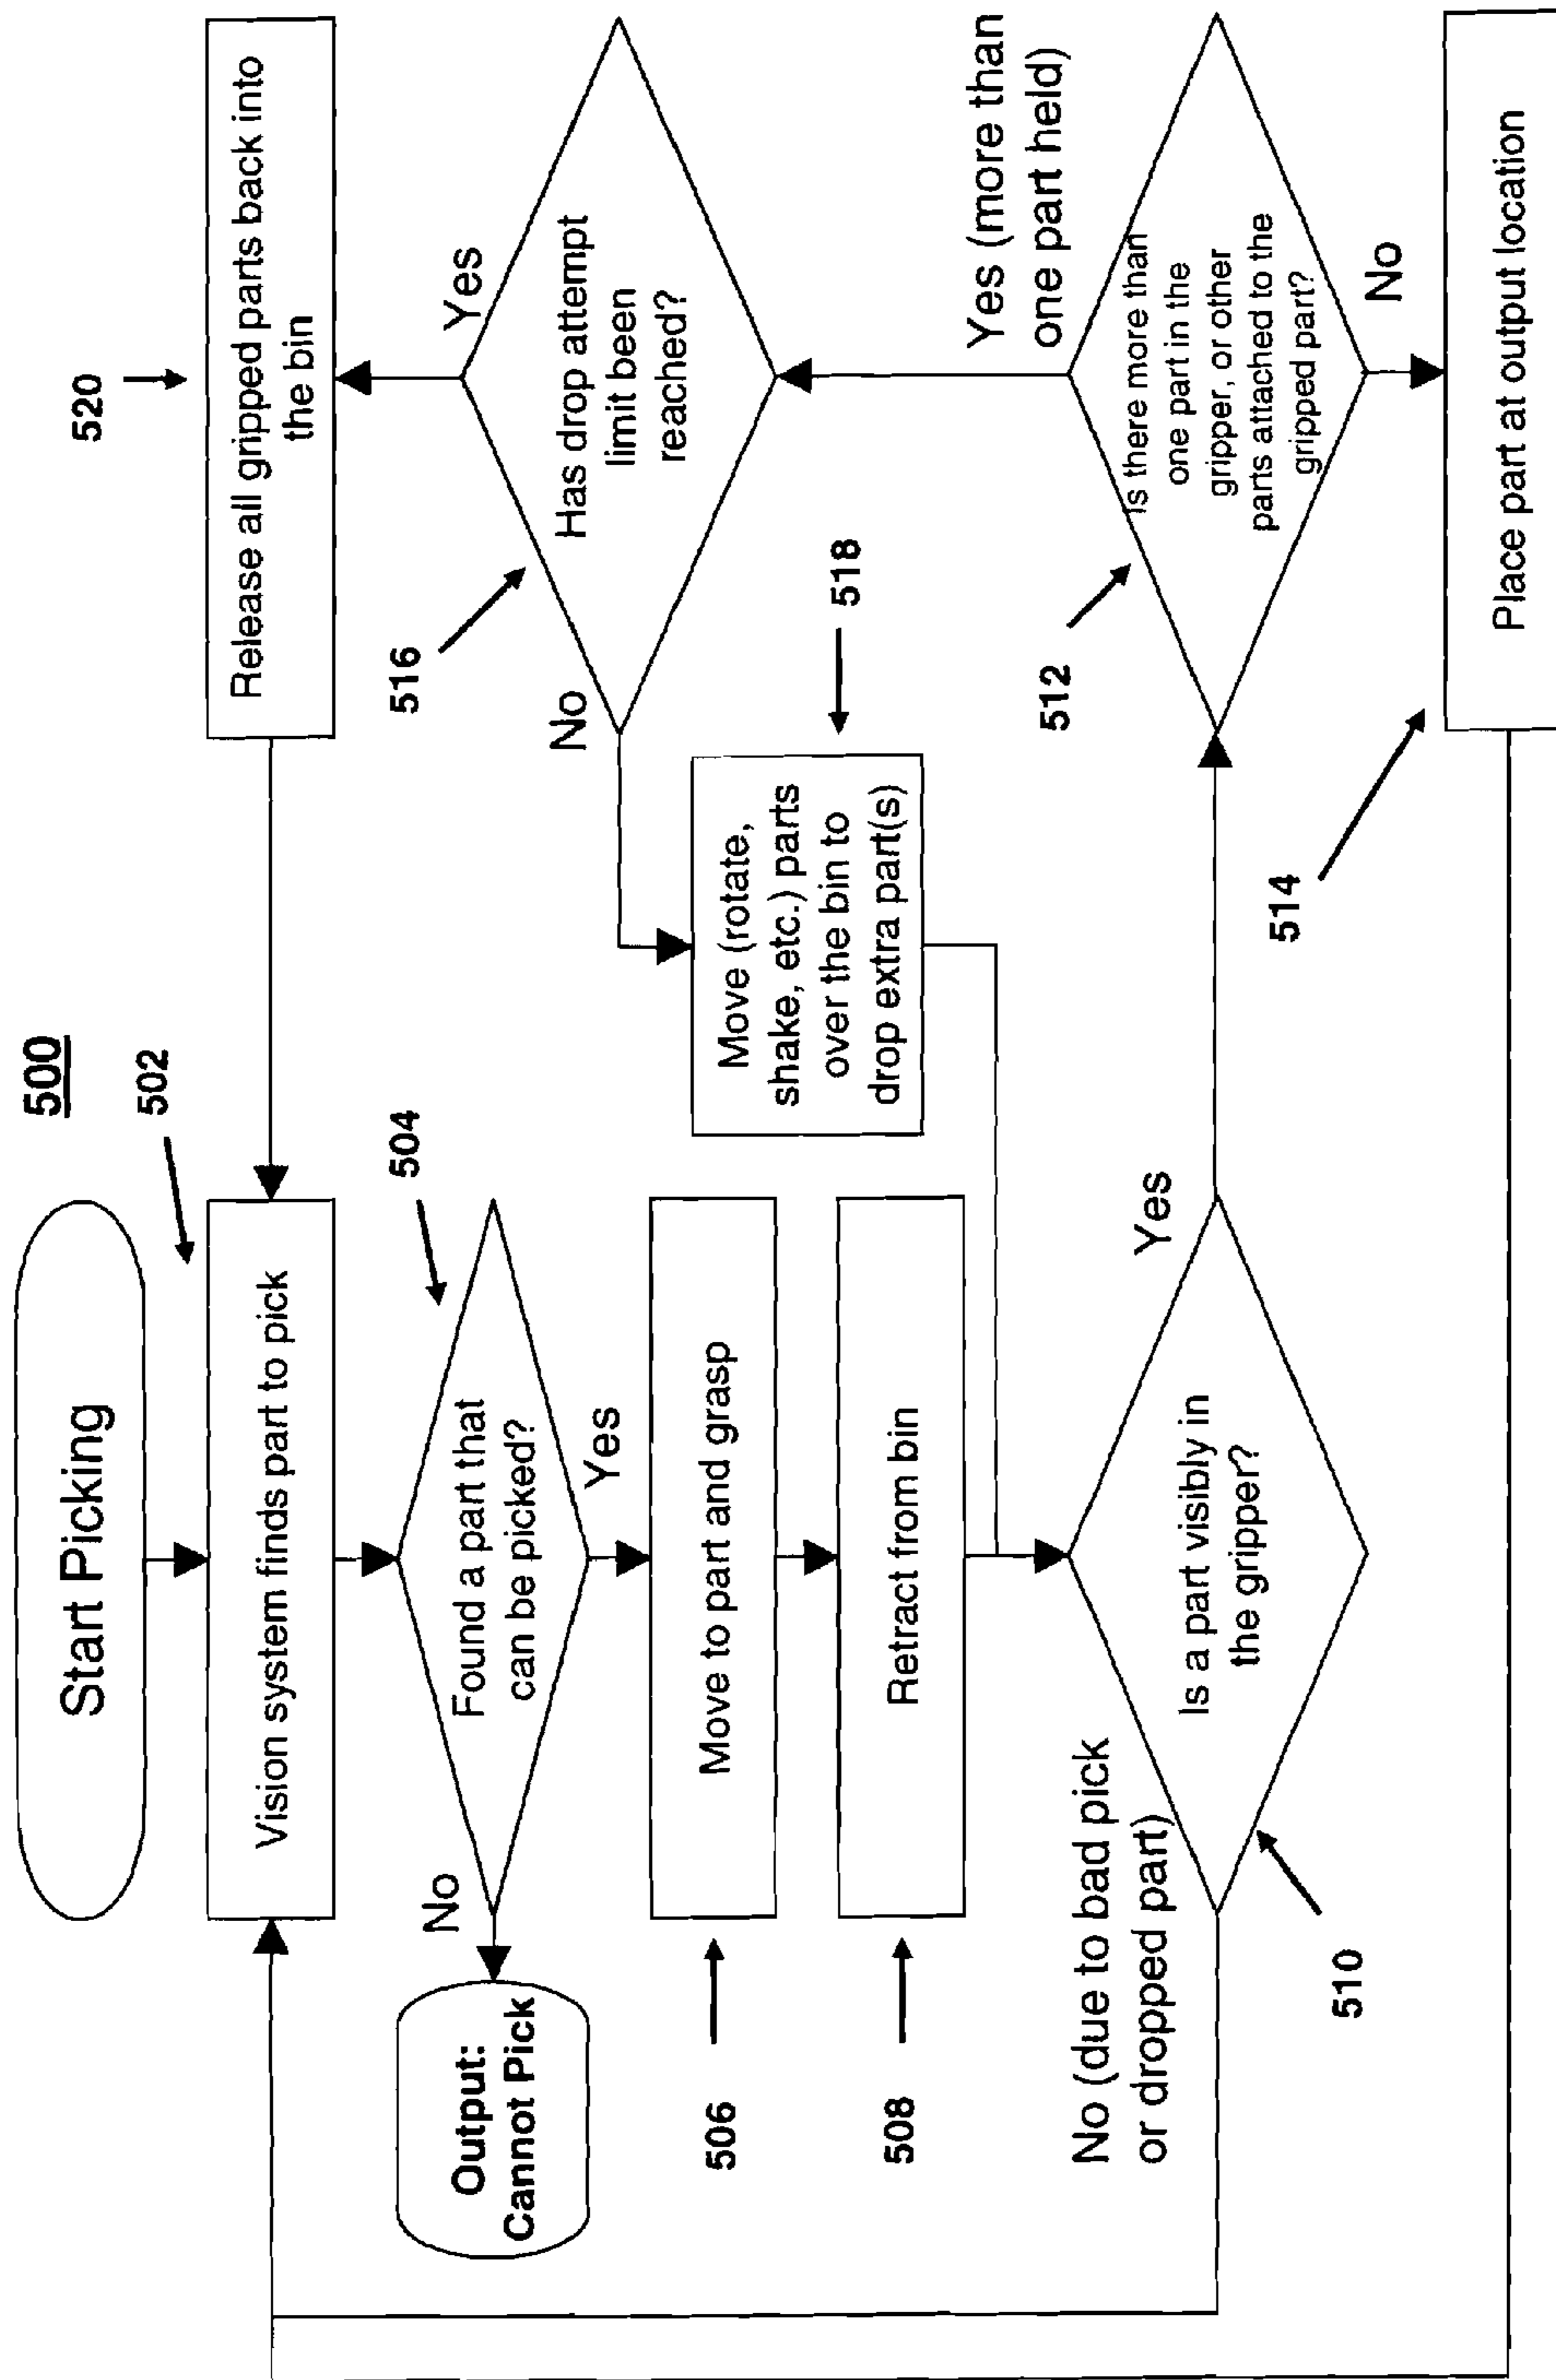 500
Start Picking
502
Vision system finds part to pick
504
Found a part that
can be picked?
No
Yes
Output:
Cannot Pick
506
Move to part and grasp
508
Retract from bin
No (due to bad pick
or dropped part)
510
Is a part visibly in
the gripper?
Yes
520
Release all gripped parts back into
the bin
Yes
516
Has drop attempt
limit been
reached?
No
518
Move (rotate,
shake, etc.) parts
over the bin to
drop extra part(s)
Yes (more than
one part held)
512
Is there more than
one part in the
gripper, or other
parts attached to the
gripped part?
No
514
Place part at output location